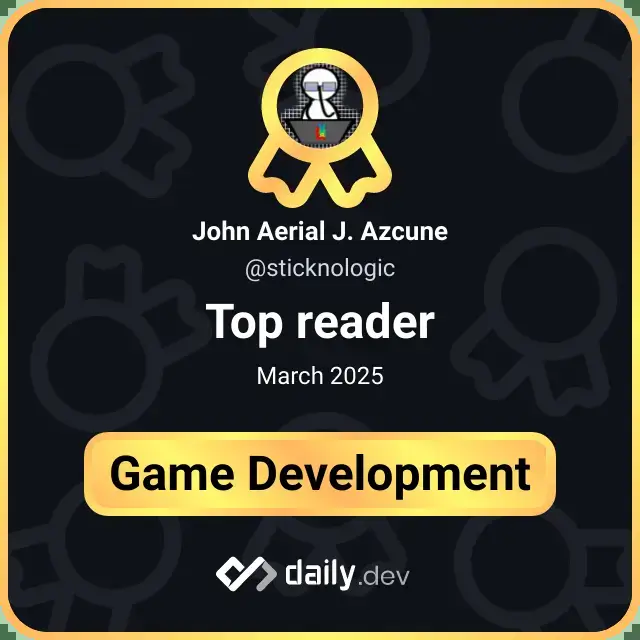 John Aerial J. Azcune
@sticknologic
Top reader
March 2025
Game Development
daily.dev